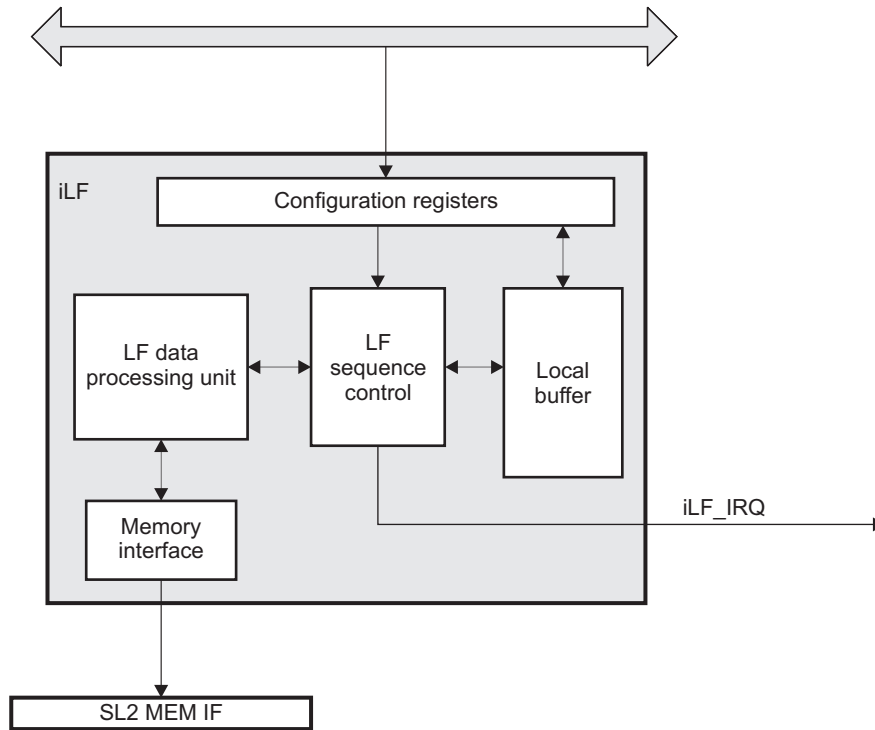 iLF
Configuration registers
LF data
processing unit
LF
sequence
control
Local
buffer
iLF_IRQ
Memory
interface
SL2 MEM IF